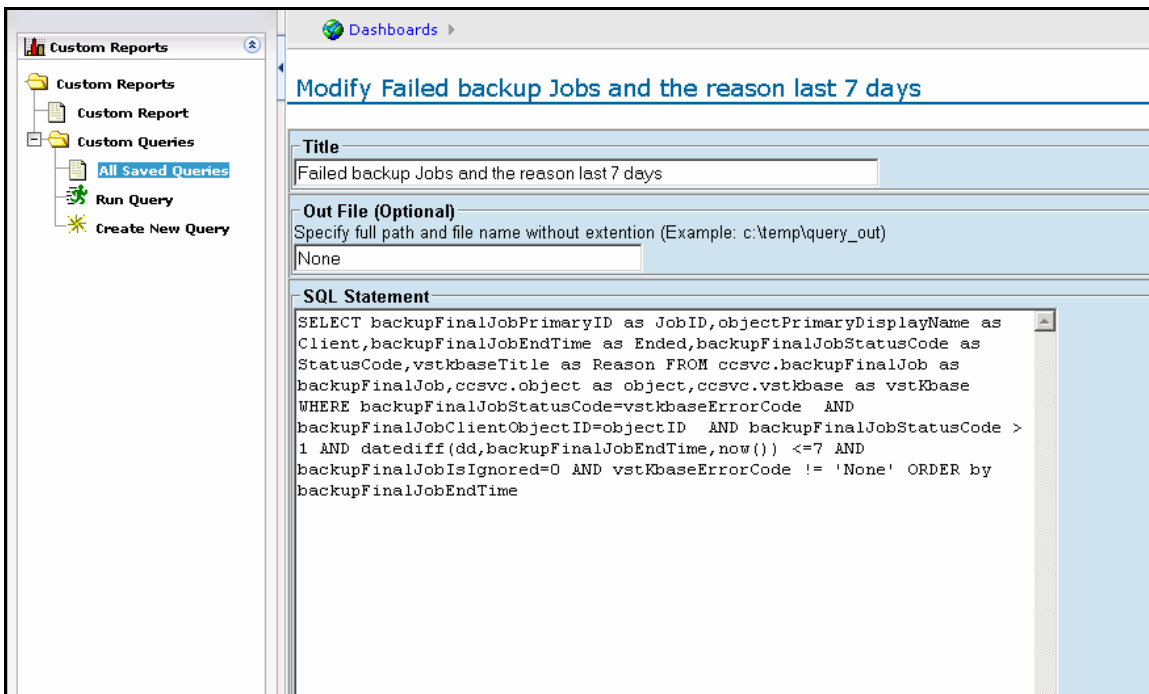 Custom Reports
Custom Reports
Custom Report
Custom Queries
All Saved Queries
Run Query
Create New Query
Dashboards
Modify Failed backup Jobs and the reason last 7 days
Title
Failed backup Jobs and the reason last 7 days
Out File (Optional)
Specify full path and file name without extention (Example: c:\temp\query_out)
None
SQL Statement
SELECT backupFinalJobPrimaryID as JobID,objectPrimaryDisplayName as
Client,backupFinalJobEndTime as Ended,backupFinalJobStatusCode as
StatusCode,vstkbaseTitle as Reason FROM ccsvc.backupFinalJob as
backupFinalJob,ccsvc.object as object,ccsvc.vstkbase as vstKbase
WHERE backupFinalJobStatusCode=vstkbaseErrorCode  AND
backupFinalJobClientObjectID=objectID  AND backupFinalJobStatusCode >
1 AND datediff(dd,backupFinalJobEndTime,now()) <=7 AND
backupFinalJobIsIgnored=0 AND vstKbaseErrorCode != 'None' ORDER by
backupFinalJobEndTime